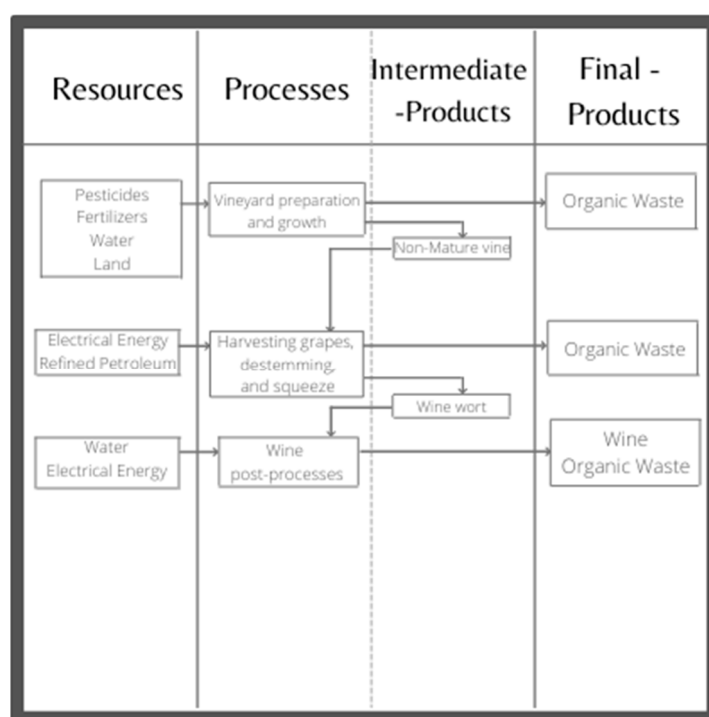 Resources
Processes
Intermediate
-Products
Final -
Products
Pesticides
Fertilizers
Water
Land
Vineyard preparation
and growth
Organic Waste
Non-Mature vine
Electrical Energy
Refined Petroleum
Harvesting grapes,
destemming,
and squeeze
Organic Waste
Wine wort
Water
Electrical Energy
Wine
post-processes
Wine
Organic Waste